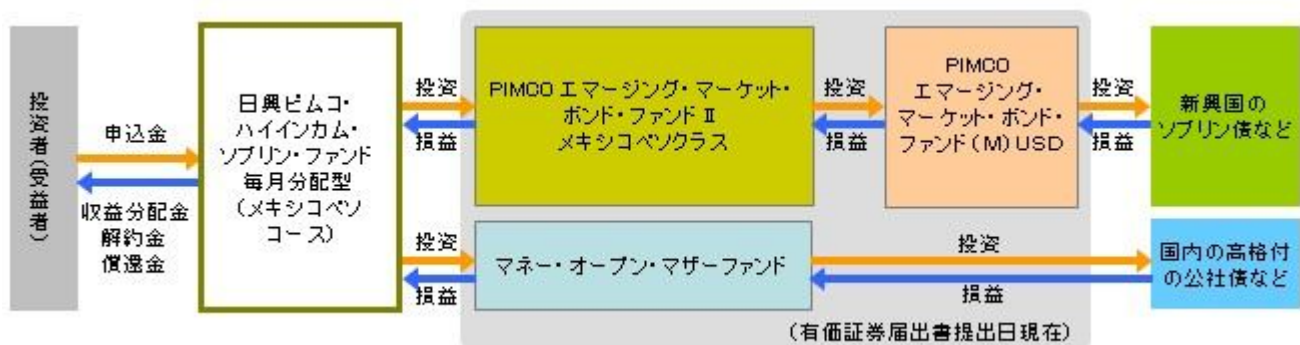 投資者(受益者)
申込金
収益分配金
解約金
償還金
日興ピムコ・
ハイインカム・
ソブリン・ファンド
毎月分配型
(メキシコペソ
コース)
投資
損益
PIMCO エマージング・マーケット・
ボンド・ファンド Ⅱ
メキシコペソクラス
投資
損益
PIMCO
エマージング・
マーケット・ボンド・
ファンド(M)USD
投資
損益
新興国の
ソブリン債など
投資
損益
マネー・オープン・マザーファンド
投資
損益
国内の高格付
の公社債など
(有価証券届出書提出日現在)